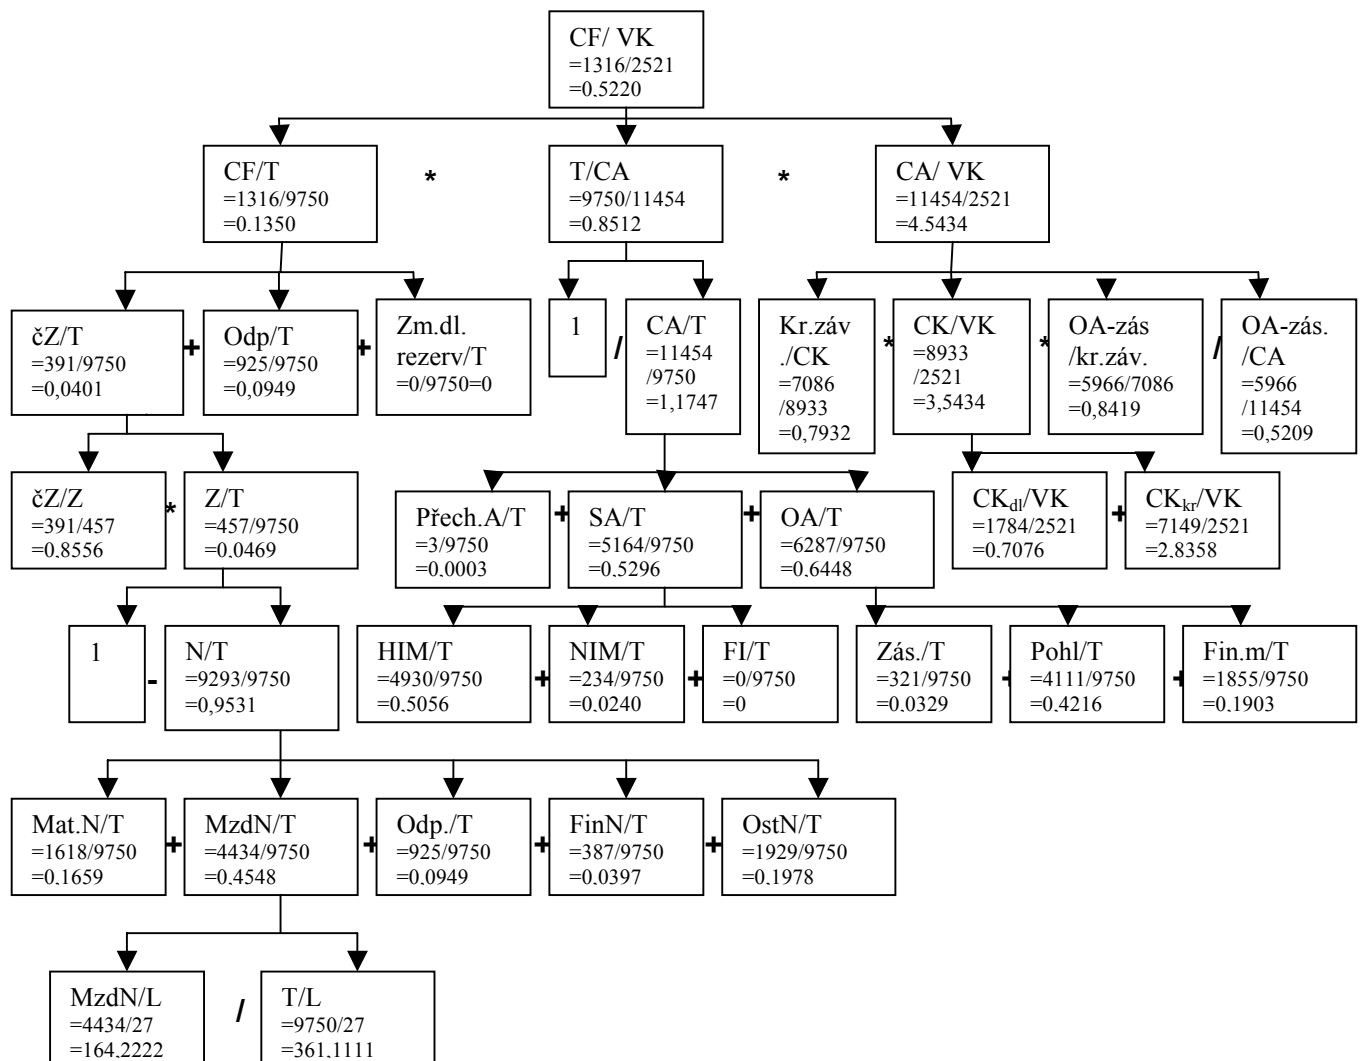 CF/ VK
=1316/2521
=0,5220
CF/T
=1316/9750
=0,1350
*
T/CA
=9750/11454
=0,8512
*
CA/ VK
=11454/2521
=4,5434
čZ/T
=391/9750
=0,0401
+
Odp/T
=925/9750
=0,0949
+
Zm.dl.
rezerv/T
=0/9750=0
1
/
CA/T
=11454
/9750
=1,1747
Kr.záv
./CK
=7086
/8933
=0,7932
*
CK/VK
=8933
/2521
=3,5434
*
OA-zás
/kr.záv.
=5966/7086
=0,8419
/
OA-zás.
/CA
=5966
/11454
=0,5209
čZ/Z
=391/457
=0,8556
*
Z/T
=457/9750
=0,0469
Přech.A/T
=3/9750
=0,0003
+
SA/T
=5164/9750
=0,5296
+
OA/T
=6287/9750
=0,6448
CKdl/VK
=1784/2521
=0,7076
+
CKkr/VK
=7149/2521
=2,8358
1
-
N/T
=9293/9750
=0,9531
HIM/T
=4930/9750
=0,5056
+
NIM/T
=234/9750
=0,0240
+
FI/T
=0/9750
=0
Zás./T
=321/9750
=0,0329
+
Pohl/T
=4111/9750
=0,4216
+
Fin.m/T
=1855/9750
=0,1903
Mat.N/T
=1618/9750
=0,1659
+
MzdN/T
=4434/9750
=0,4548
+
Odp./T
=925/9750
=0,0949
+
FinN/T
=387/9750
=0,0397
+
OstN/T
=1929/9750
=0,1978
MzdN/L
=4434/27
=164,2222
/
T/L
=9750/27
=361,1111